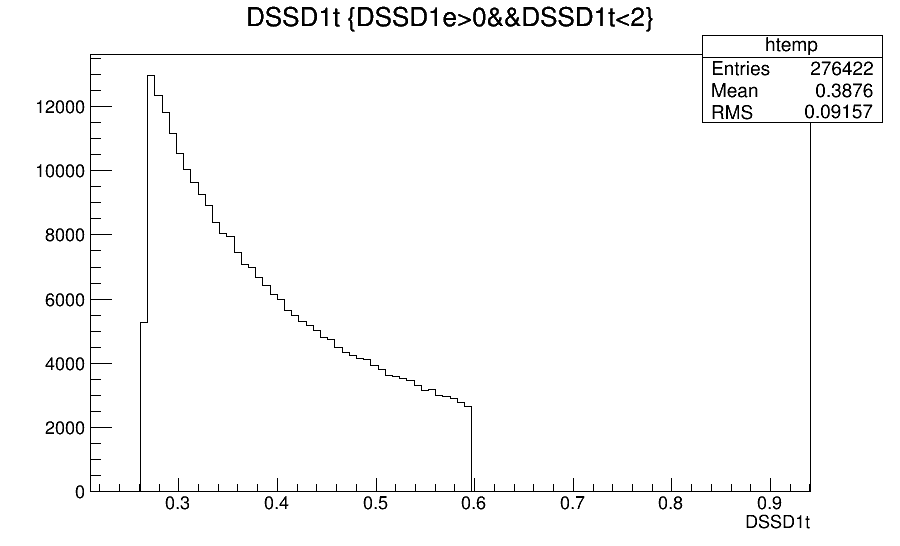 DSSD1t {DSSD1e>0&&DSSD1t<2}
htemp
Entries 276422
Mean 0.3876
RMS 0.09157
12000
10000
8000
6000
4000
2000
0
0.3 0.4 0.5 0.6 0.7 0.8 0.9
DSSD1t